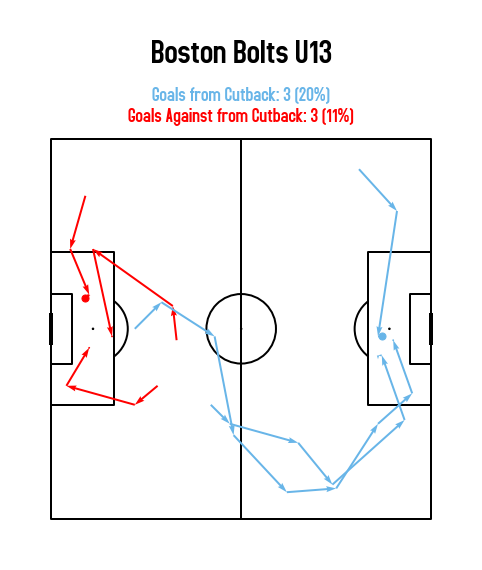 Boston Bolts U13
Goals from Cutback: 3 (20%)
Goals Against from Cutback: 3 (11%)